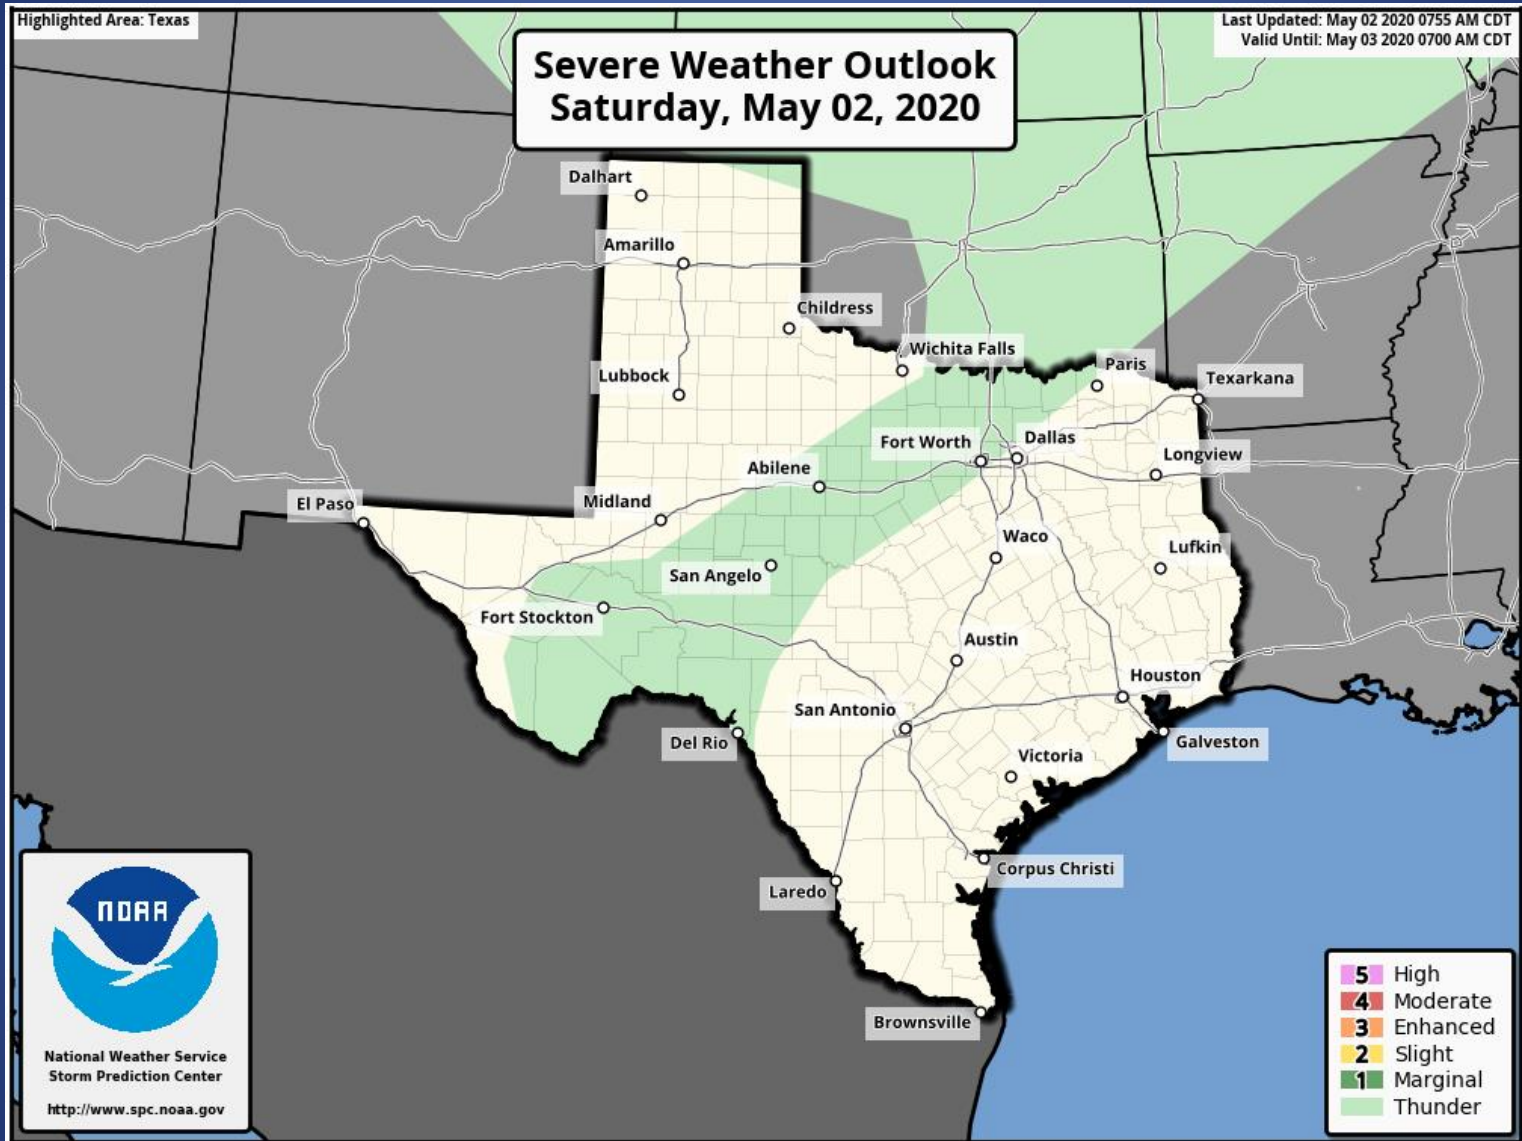 Highlighted Area: Texas
Last Updated: May 02 2020 0755 AM CDT
Valid Until: May 03 2020 0700 AM CDT
Severe Weather Outlook
Saturday, May 02, 2020
Dalhart
Amarillo
Childress
Wichita Falls
Paris
Lubbock
Texarkana
Fort Worth
Dallas
Longview
Abilene
Midland
El Paso
Waco
Lufkin
San Angelo
Fort Stockton
Austin
Houston
San Antonio
Del Rio
Galveston
Victoria
Corpus Christi
Laredo
Brownsville
NOAA
National Weather Service
Storm Prediction Center
http://www.spc.noaa.gov
5 High
4 Moderate
3 Enhanced
2 Slight
1 Marginal
Thunder